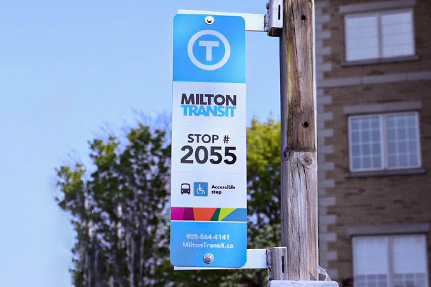 T
MILTON
TRANSIT
STOP #
2055
Accessible
stop
905-864-4141
MiltonTransit.ca